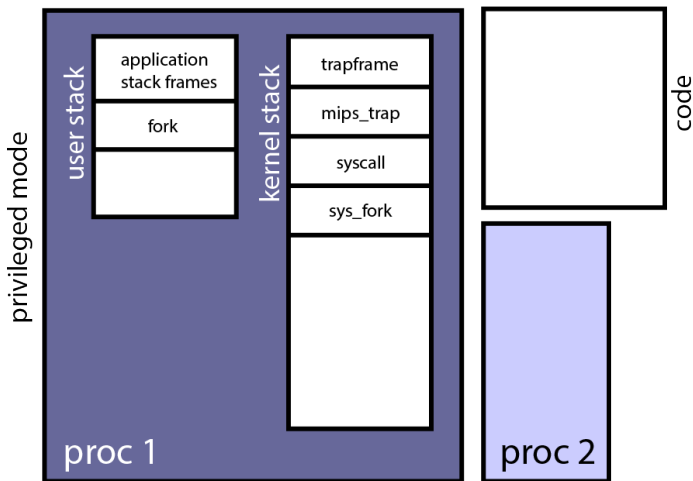 privileged mode
user stack
application
stack frames
fork
kernel stack
trapframe
mips_trap
syscall
sys_fork
proc 1
code
proc 2